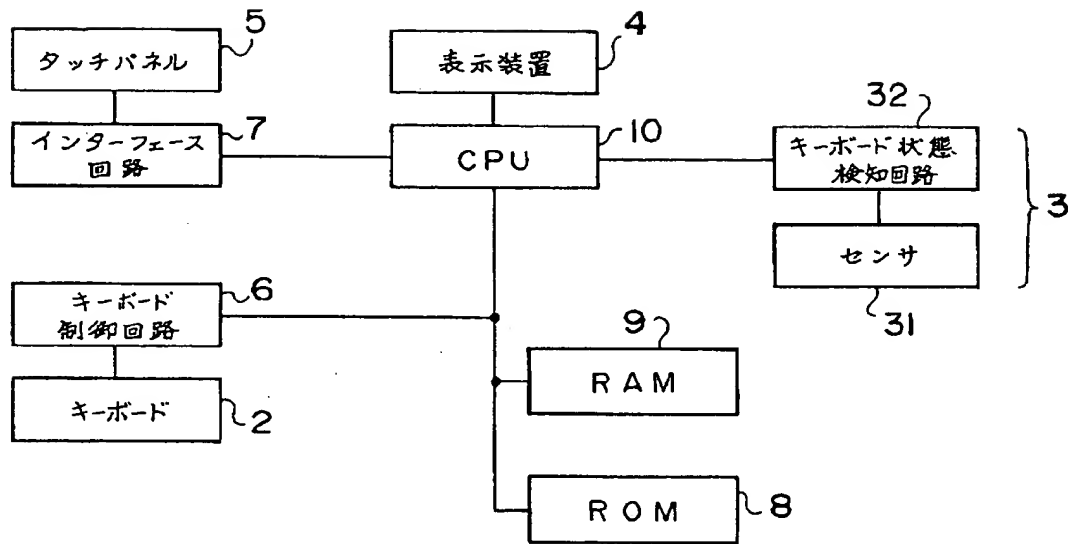 5
タッチパネル
インターフェース
回路
7
4
表示装置
10
CPU
32
キーボード状態
検知回路
3
センサ
31
6
キーボード
制御回路
キーボード
2
9
RAM
ROM
8